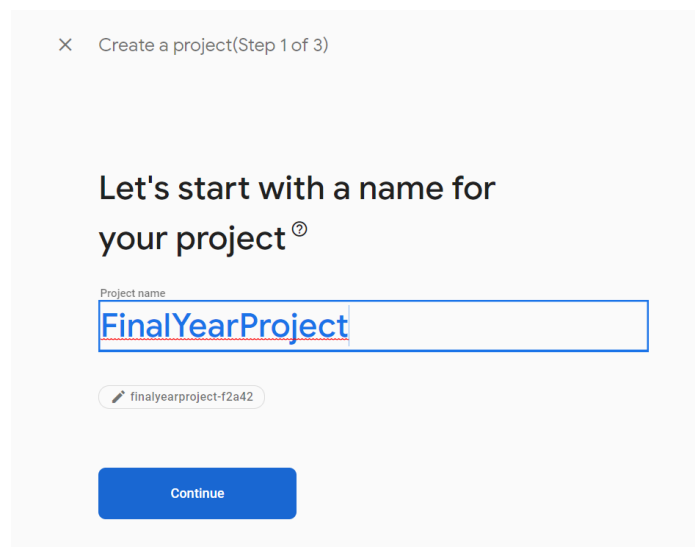 Create a project(Step 1 of 3)
Let's start with a name for
your project
Project name
FinalYearProject
finalyearproject-f2a42
Continue